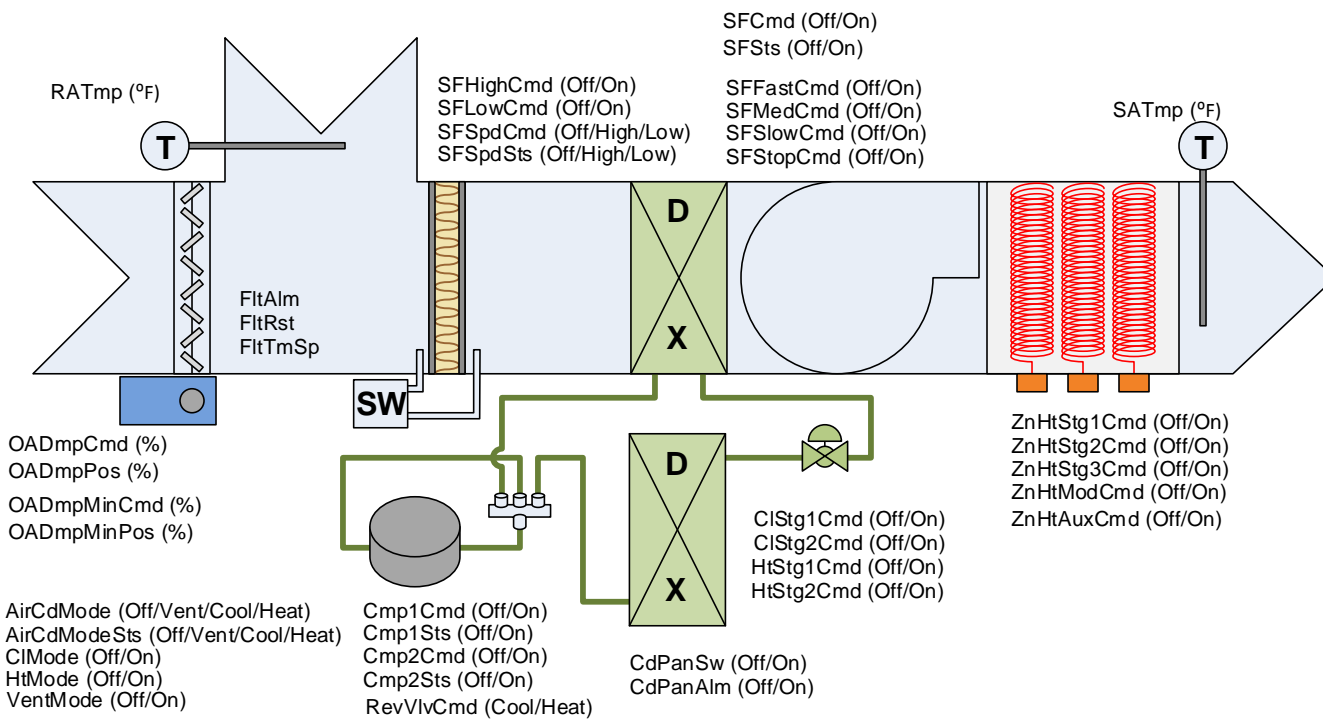 SFCmd (Off/On)
SFSts (Off/On)
RATmp (ºF)
SFHighCmd (Off/On)
SFLowCmd (Off/On)
SFSpdCmd (Off/High/Low)
SFSpdSts (Off/High/Low)
SFFastCmd (Off/On)
SFMedCmd (Off/On)
SFSlowCmd (Off/On)
SFStopCmd (Off/On)
SATmp (ºF)
T
T
D
X
FltAlm
FltRst
FltTmSp
SW
OADmpCmd (%)
OADmpPos (%)
OADmpMinCmd (%)
OADmpMinPos (%)
D
X
ClStg1Cmd (Off/On)
ClStg2Cmd (Off/On)
HtStg1Cmd (Off/On)
HtStg2Cmd (Off/On)
ZnHtStg1Cmd (Off/On)
ZnHtStg2Cmd (Off/On)
ZnHtStg3Cmd (Off/On)
ZnHtModCmd (Off/On)
ZnHtAuxCmd (Off/On)
AirCdMode (Off/Vent/Cool/Heat)
AirCdModeSts (Off/Vent/Cool/Heat)
ClMode (Off/On)
HtMode (Off/On)
VentMode (Off/On)
Cmp1Cmd (Off/On)
Cmp1Sts (Off/On)
Cmp2Cmd (Off/On)
Cmp2Sts (Off/On)
RevVlvCmd (Cool/Heat)
CdPanSw (Off/On)
CdPanAlm (Off/On)